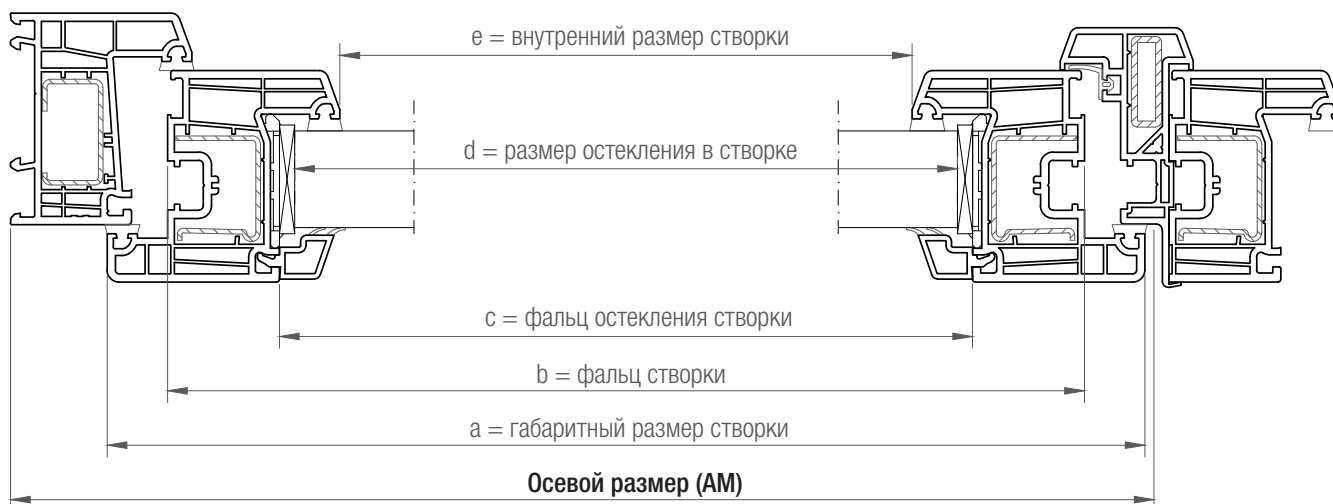 e = внутренний размер створки
d = размер остекления в створке
c = фальц остекления створки
b = фальц створки
a = габаритный размер створки
Осевой размер (AM)